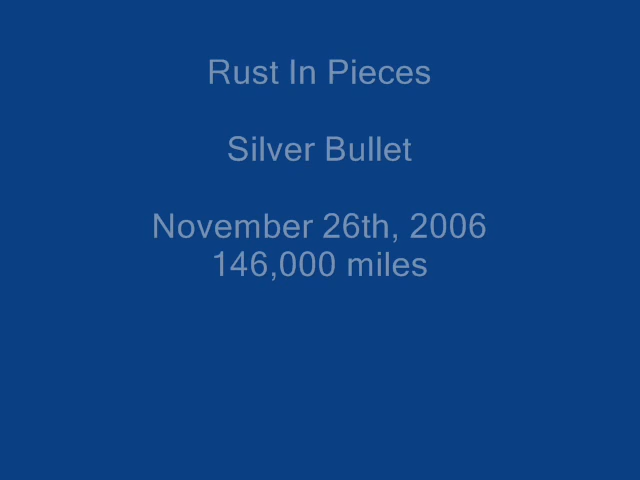 Rust In Pieces
Silver Bullet
November 26th, 2006
146,000 miles